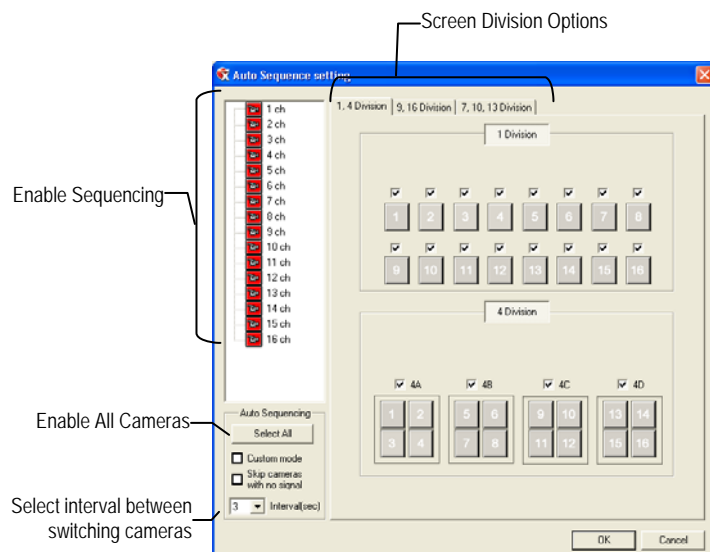 Screen Division Options
Auto Sequence setting
1, 4 Division
9, 16 Division
7, 10, 13 Division
1 ch
2 ch
3 ch
4 ch
5 ch
6 ch
7 ch
8 ch
9 ch
10 ch
11 ch
12 ch
13 ch
14 ch
15 ch
16 ch
Enable Sequencing
1 Division
1 2 3 4 5 6 7 8
9 10 11 12 13 14 15 16
4 Division
4A 4B 4C 4D
1 2 5 6 9 10 13 14
3 4 7 8 11 12 15 16
Auto Sequencing
Enable All Cameras
Select All
Custom mode
Skip cameras
with no signal
Select interval between
switching cameras
3 Interval(sec)
OK Cancel